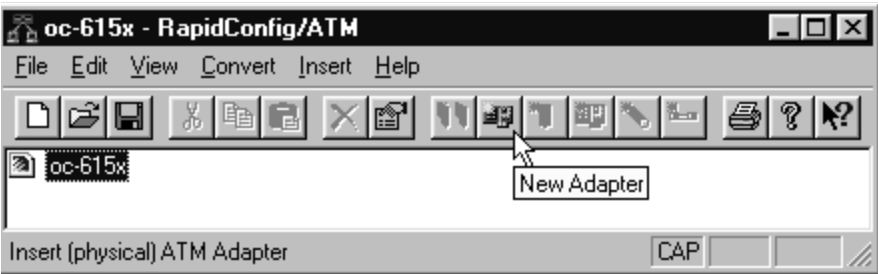 oc-615x - RapidConfig/ATM
File Edit View Convert Insert Help
oc-615x
New Adapter
Insert (physical) ATM Adapter CAP